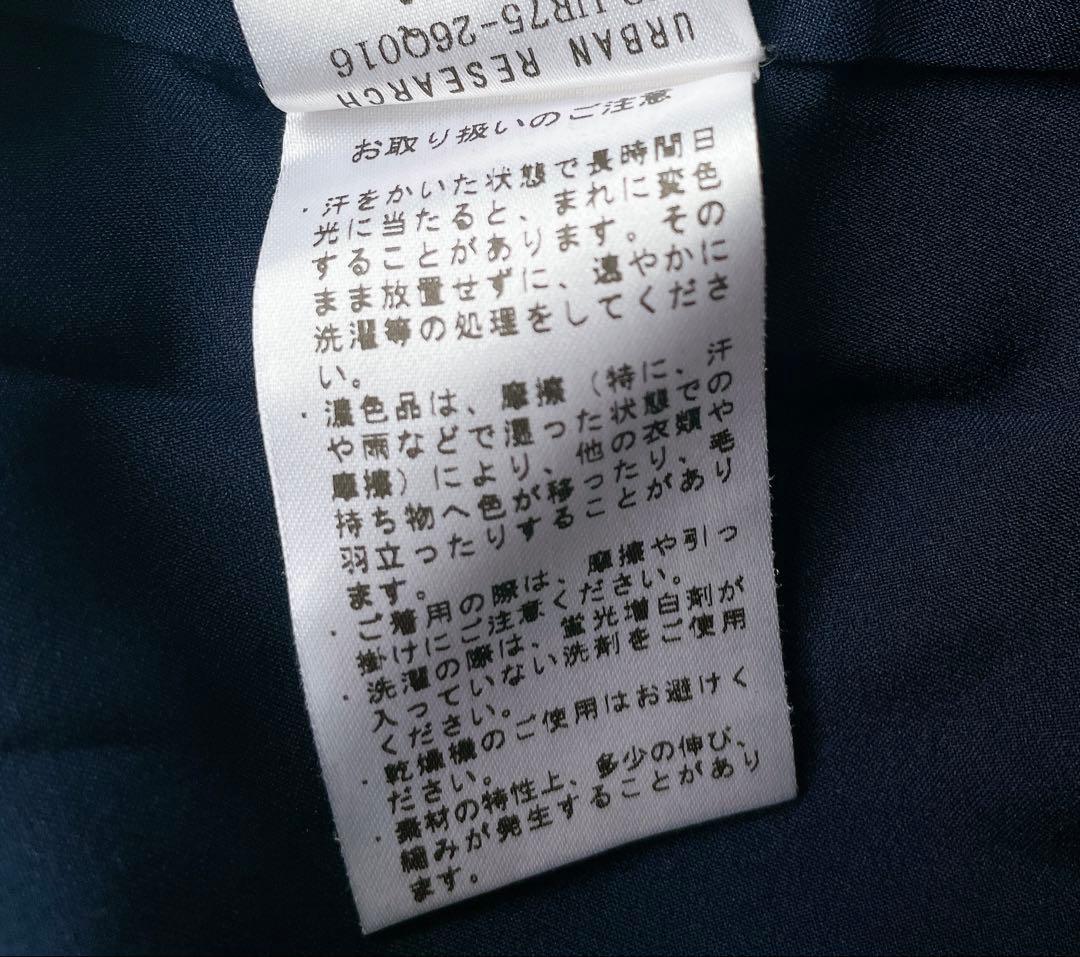 URBAN RESEARCH
UR75-26Q016
お取り扱いのご注意
・汗をかいた状態で長時間日
光に当たると、まれに変色
することがあります。その
まま放置せずに、速やかに
洗濯等の処理をしてくださ
い。
・濃色品は、摩擦(特に、汗
や雨などで湿った状態での
摩擦)により、他の衣類や
持ち物へ色が移ったり、毛
羽立ったりすることがあり
ます。
・ご着用の際は、摩擦や引っ
掛けにご注意ください。
・洗濯の際は、蛍光増白剤が
入っていない洗剤をご使用
ください。
・乾燥機のご使用はお避けく
ださい。
・素材の特性上、多少の伸び、
縮みが発生することがあり
ます。